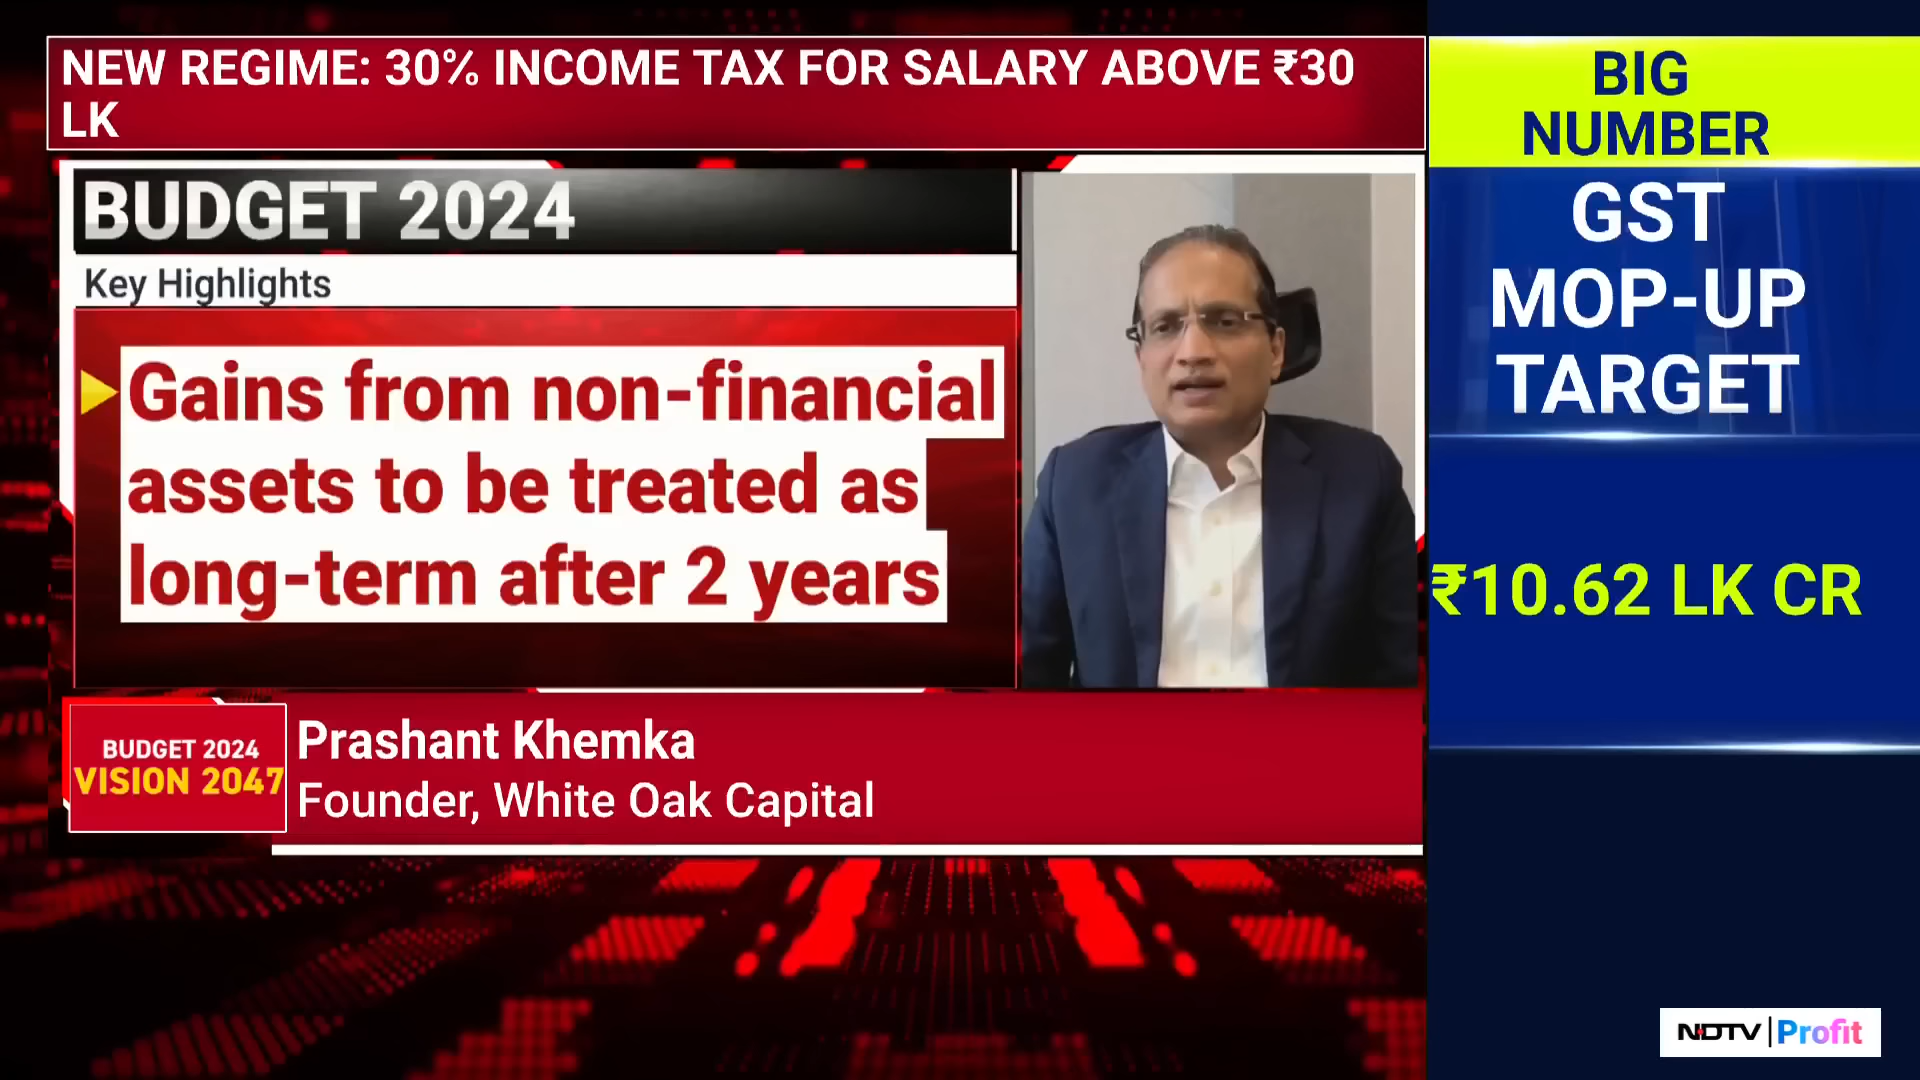 NEW REGIME: 30% INCOME TAX FOR SALARY ABOVE ₹30
LK
BUDGET 2024
Key Highlights
Gains from non-financial
assets to be treated as
long-term after 2 years
BUDGET 2024
VISION 2047
Prashant Khemka
Founder, White Oak Capital
BIG
NUMBER
GST
MOP-UP
TARGET
₹10.62 LK CR
NDTV Profit